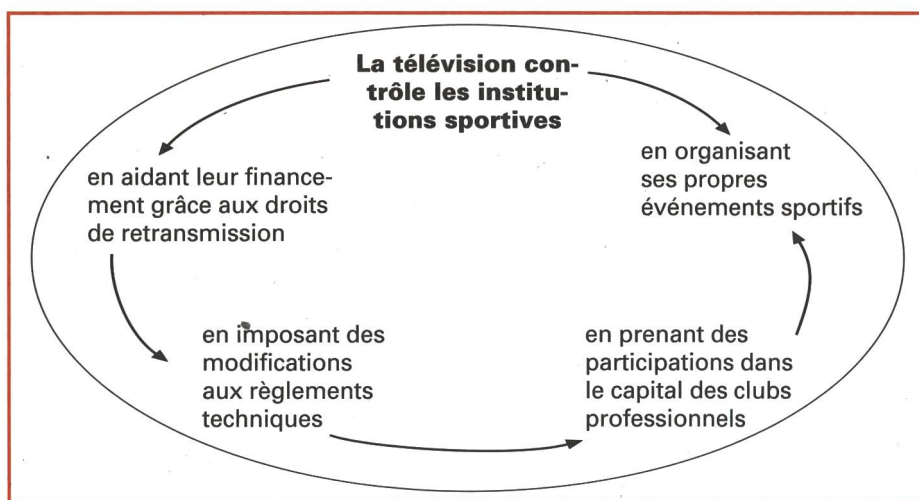 La télévision con-
trôle les institu-
tions sportives
en aidant leur finance-
ment grâce aux droits
de retransmission
en organisant
ses propres
événements sportifs
en imposant des
modifications
aux règlements
techniques
en prenant des
participations dans
le capital des clubs
professionnels